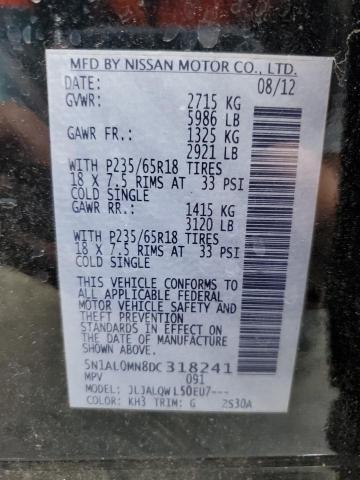 MFD BY NISSAN MOTOR CO., LTD.
DATE: 08/12
GVWR: 2715 KG
5986 LB
GAWR FR.: 1325 KG
2921 LB
WITH P235/65R18 TIRES
18 X 7.5 RIMS AT 33 PSI
COLD SINGLE
GAWR RR.: 1415 KG
3120 LB
WITH P235/65R18 TIRES
18 X 7.5 RIMS AT 33 PSI
COLD SINGLE
THIS VEHICLE CONFORMS TO
ALL APPLICABLE FEDERAL
MOTOR VEHICLE SAFETY AND
THEFT PREVENTION
STANDARDS IN EFFECT ON
THE DATE OF MANUFACTURE
SHOWN ABOVE.
5N1AL0MN8DC318241
MPV 091
MODEL: JLJALQWL50EU7---
COLOR: KH3 TRIM: G 2S30A